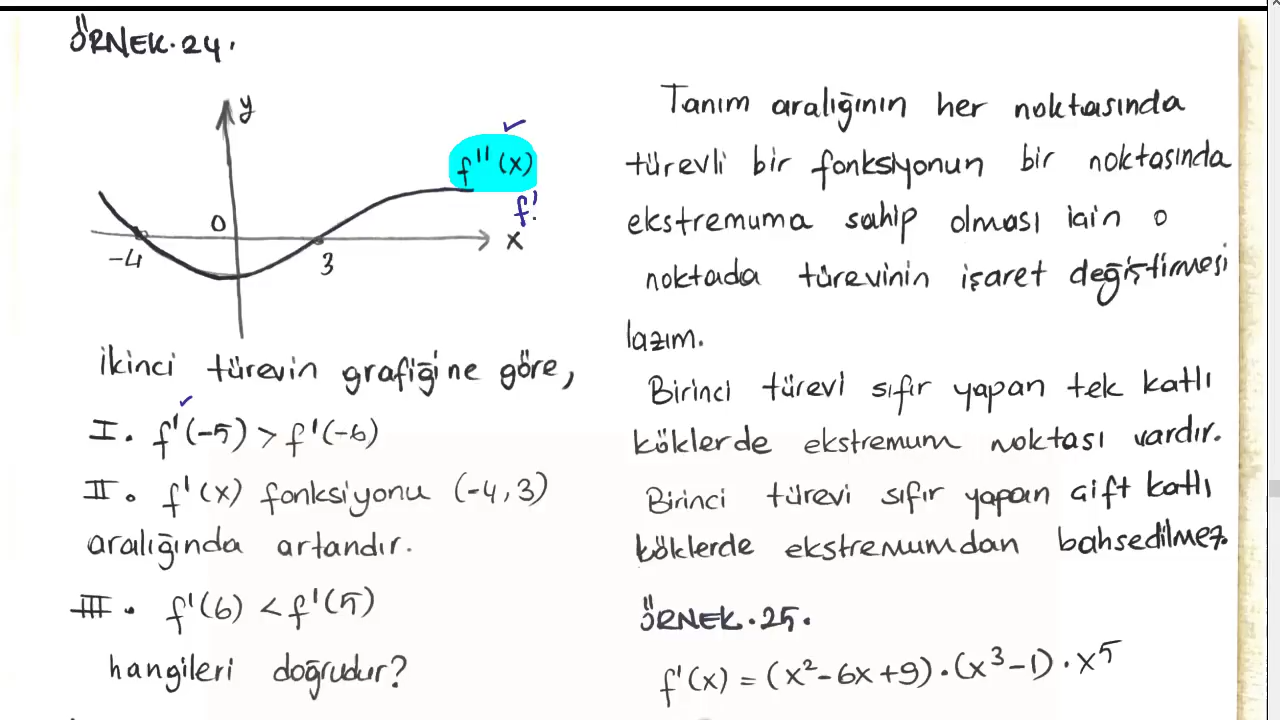 ÖRNEK.24.
y
f''(x)
f'
0
x
-4
3
İkinci türevin grafiğine göre,
I. f'(-5) > f'(-6)
II. f'(x) fonksiyonu (-4,3)
aralığında artandır.
III. f'(6) < f'(5)
hangileri doğrudur?
Tanım aralığının her noktasında
türevli bir fonksiyonun bir noktasında
ekstremuma sahip olması için o
noktada türevinin işaret değiştirmesi
lazım.
Birinci türevi sıfır yapan tek katlı
köklerde ekstremum noktası vardır.
Birinci türevi sıfır yapan çift katlı
köklerde ekstremumdan bahsedilmez.
ÖRNEK.25.
f'(x) = (x²-6x+9).(x³-1).x⁵